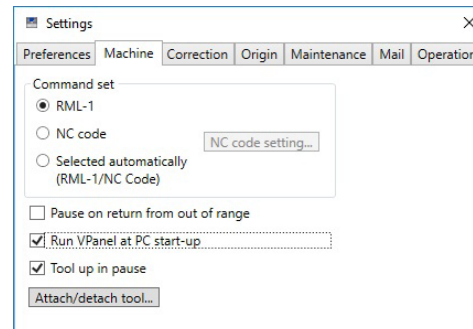 Settings
Preferences Machine Correction Origin Maintenance Mail Operation
Command set
RML-1
NC code
NC code setting...
Selected automatically
(RML-1/NC Code)
Pause on return from out of range
Run VPanel at PC start-up
Tool up in pause
Attach/detach tool...